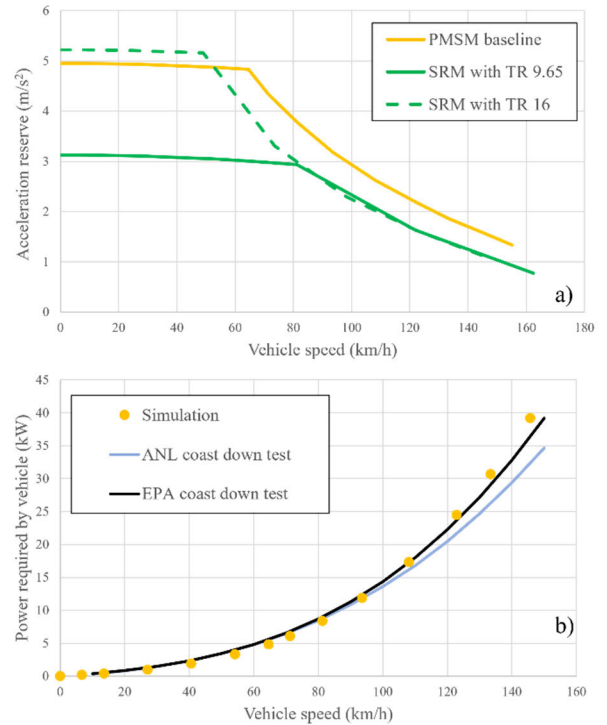 6
5
4
3
2
1
0
Acceleration reserve (m/s²)
PMSM baseline
SRM with TR 9.65
SRM with TR 16
0 20 40 60 80 100 120 140 160 180
Vehicle speed (km/h)
a)
45
40
35
30
25
20
15
10
5
0
Power required by vehicle (kW)
Simulation
ANL coast down test
EPA coast down test
b)
0 20 40 60 80 100 120 140 160
Vehicle speed (km/h)